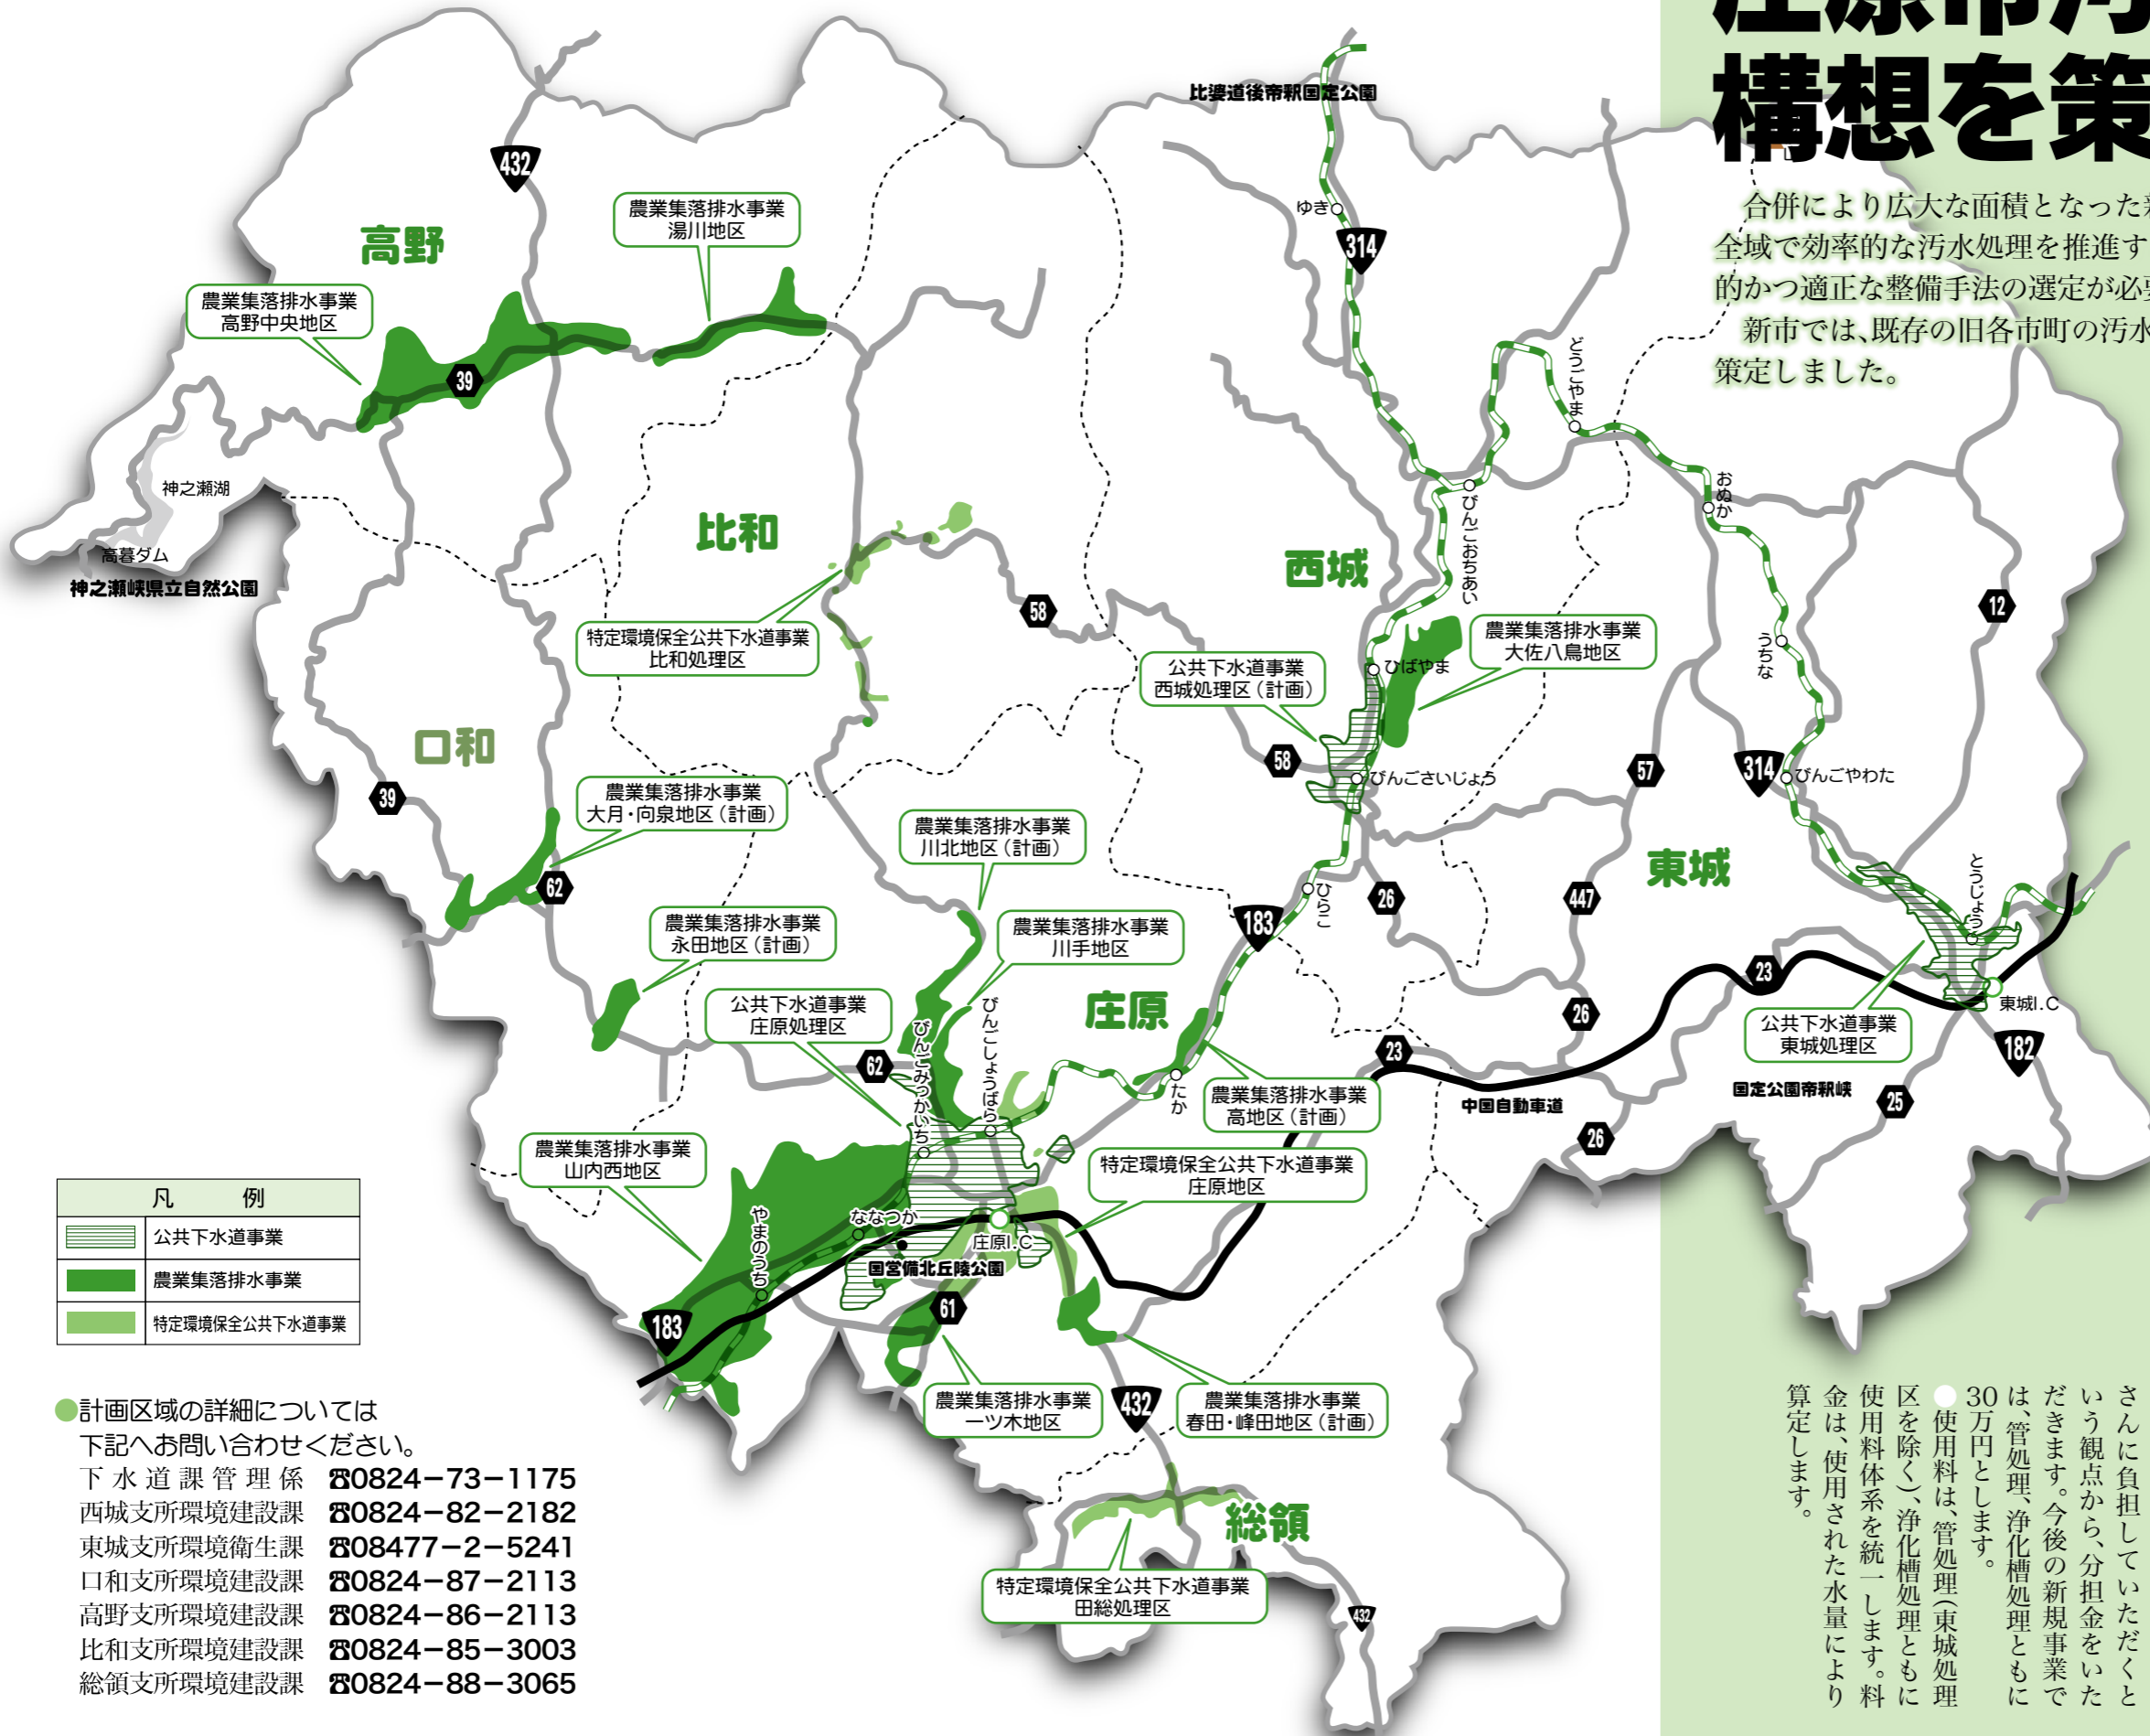 構想を策
合併により広大な面積となった
全域で効率的な汚水処理を推進す
的かつ適正な整備手法の選定が必要
新市では、既存の旧各市町の汚水
策定しました。
比婆道後帝釈国定公園
432
高野
農業集落排水事業
湯川地区
農業集落排水事業
高野中央地区
39
ゆき
314
どうごやま
おぬか
神之瀬湖
高暮ダム
神之瀬峡県立自然公園
比和
西城
びんごおちあい
58
12
特定環境保全公共下水道事業
比和処理区
公共下水道事業
西城処理区（計画）
ひばやま
農業集落排水事業
大佐八鳥地区
うちな
口和
39
58
びんごさいじょう
57
314
びんごやわた
農業集落排水事業
大月・向泉地区（計画）
農業集落排水事業
川北地区（計画）
62
東城
とうじょう
ひらこ
26
447
183
農業集落排水事業
永田地区（計画）
農業集落排水事業
川手地区
公共下水道事業
庄原処理区
庄原
23
26
東城I.C
公共下水道事業
東城処理区
182
62
びんごみっかいち
びんごしょうばら
たか
23
農業集落排水事業
高地区（計画）
中国自動車道
国定公園帝釈峡
25
26
農業集落排水事業
山内西地区
特定環境保全公共下水道事業
庄原地区
やまのうち
ななつか
庄原I.C
国営備北丘陵公園
61
183
農業集落排水事業
一ツ木地区
432
農業集落排水事業
春田・峰田地区（計画）
総領
特定環境保全公共下水道事業
田総処理区
432
凡 例
公共下水道事業
農業集落排水事業
特定環境保全公共下水道事業
●計画区域の詳細については
下記へお問い合わせください。
下水道課管理係 ☎0824−73−1175
西城支所環境建設課 ☎0824−82−2182
東城支所環境衛生課 ☎08477−2−5241
口和支所環境建設課 ☎0824−87−2113
高野支所環境建設課 ☎0824−86−2113
比和支所環境建設課 ☎0824−85−3003
総領支所環境建設課 ☎0824−88−3065
さんに負担していただくと
いう観点から、分担金をいた
だきます。今後の新規事業で
は、管処理、浄化槽処理ともに
30万円とします。
●使用料は、管処理（東城処理
区を除く）、浄化槽処理ともに
使用料体系を統一します。料
金は、使用された水量により
算定します。